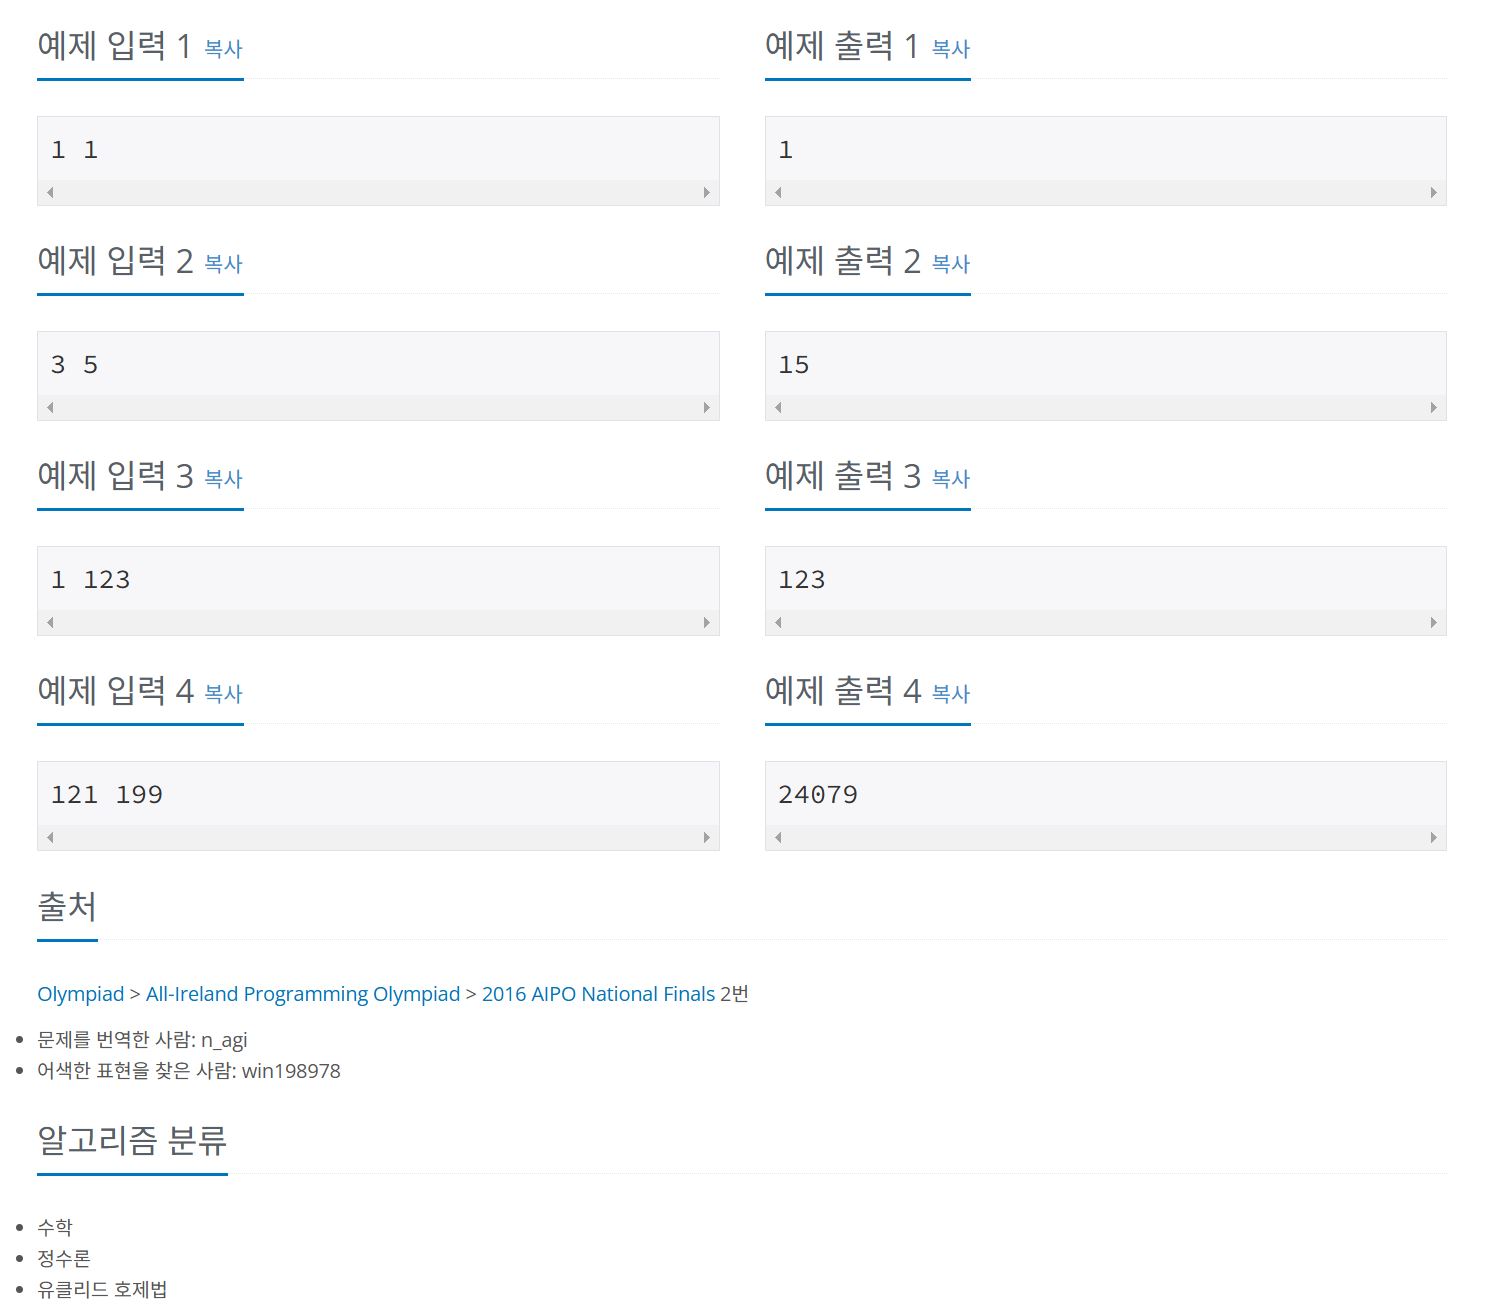 예제 입력 1 복사
예제 출력 1 복사
1 1
1
예제 입력 2 복사
예제 출력 2 복사
3 5
15
예제 입력 3 복사
예제 출력 3 복사
1 123
123
예제 입력 4 복사
예제 출력 4 복사
121 199
24079
출처
Olympiad > All-Ireland Programming Olympiad > 2016 AIPO National Finals 2번
문제를 번역한 사람: n_agi
어색한 표현을 찾은 사람: win198978
알고리즘 분류
수학
정수론
유클리드 호제법